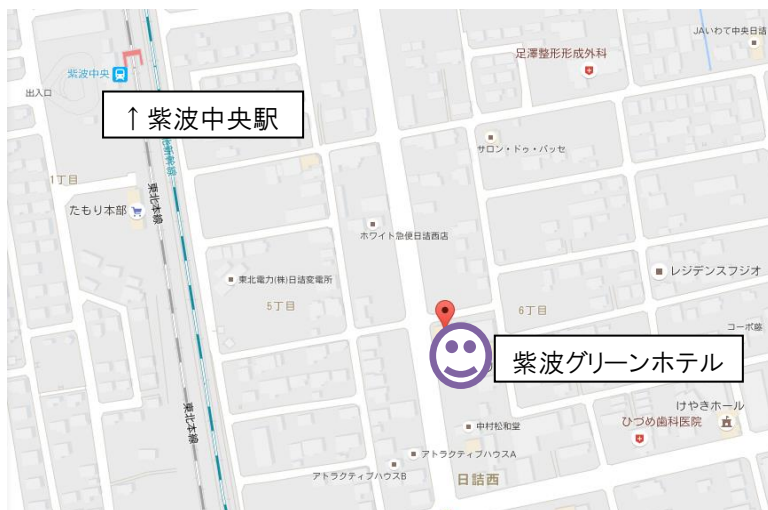 JAいわて中央日詰
足澤整形形成外科
紫波中央
出入口
↑紫波中央駅
サロン・ドゥ・パッセ
1丁目
東北本線
たもり本部
ホワイト急便日詰西店
東北電力(株)日詰変電所
レジデンスフジオ
5丁目
6丁目
コーポ藤
紫波グリーンホテル
けやきホール
ひづめ歯科医院
東北本線
中村松和堂
アトラクティブハウスA
アトラクティブハウスB
日詰西